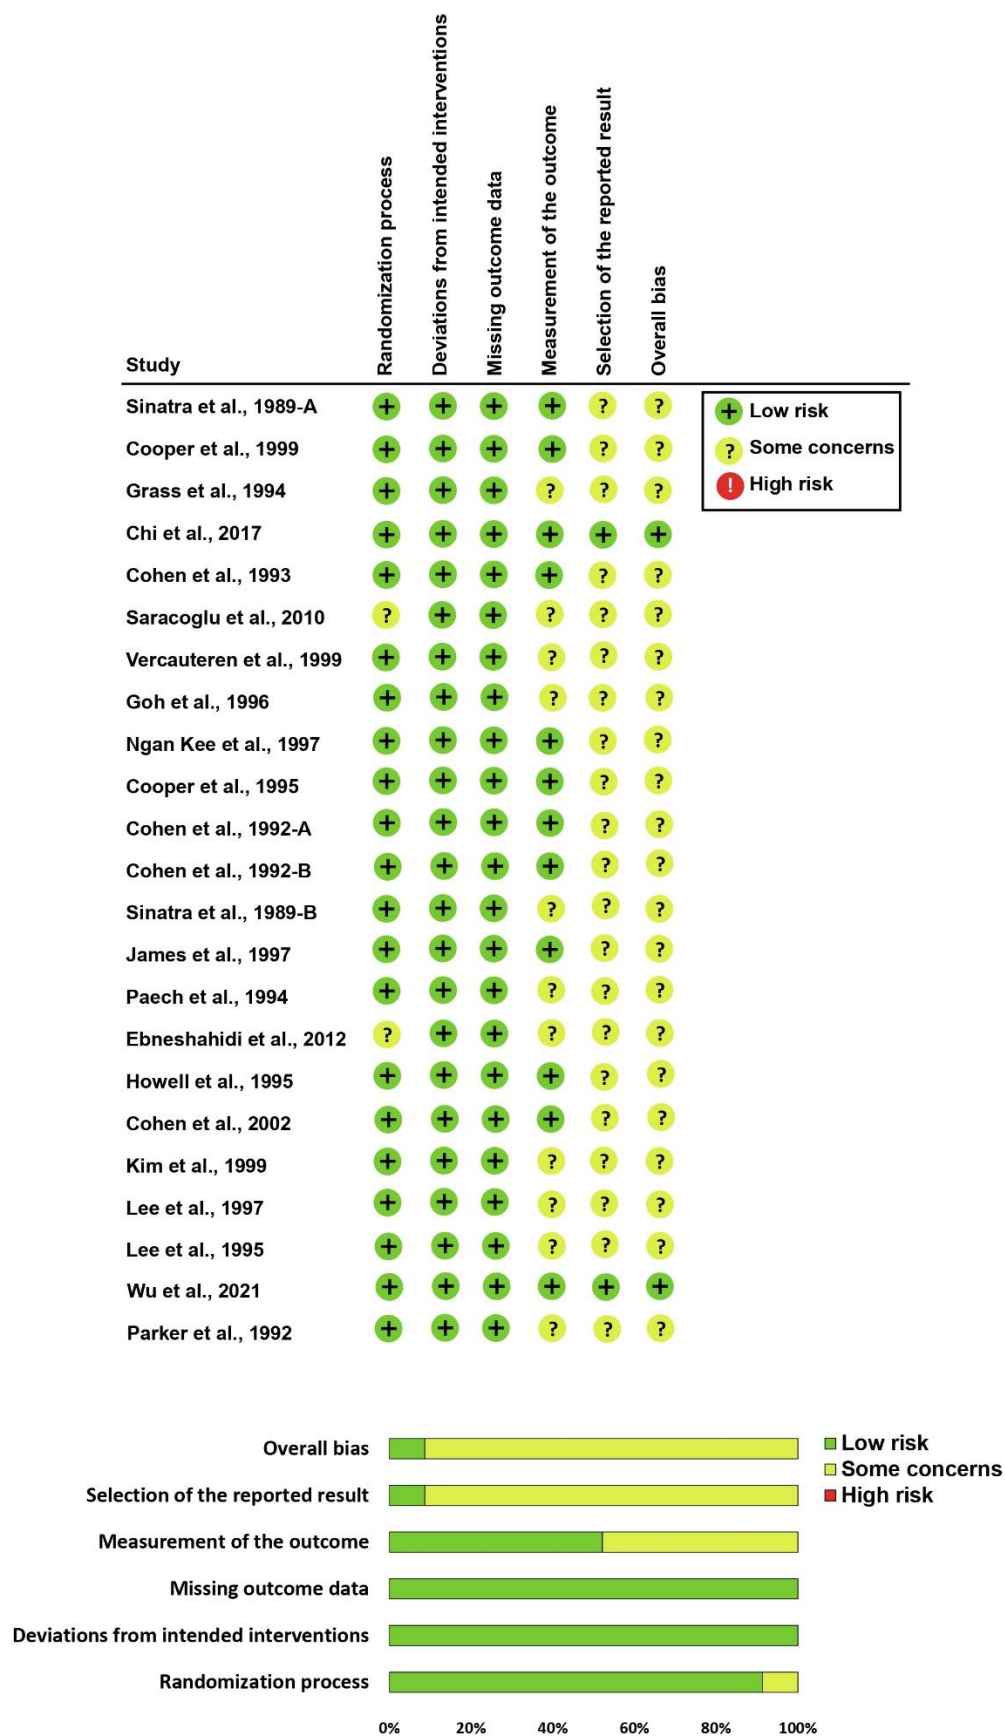 Randomization process
Deviations from intended interventions
Missing outcome data
Measurement of the outcome
Selection of the reported result
Overall bias
Study
Sinatra et al., 1989-A + + + + ? ?
Cooper et al., 1999 + + + + ? ?
Grass et al., 1994 + + + ? ? ?
Chi et al., 2017 + + + + + +
Cohen et al., 1993 + + + + ? ?
Saracoglu et al., 2010 ? + + ? ? ?
Vercauteren et al., 1999 + + + ? ? ?
Goh et al., 1996 + + + ? ? ?
Ngan Kee et al., 1997 + + + + ? ?
Cooper et al., 1995 + + + + ? ?
Cohen et al., 1992-A + + + + ? ?
Cohen et al., 1992-B + + + + ? ?
Sinatra et al., 1989-B + + + ? ? ?
James et al., 1997 + + + + ? ?
Paech et al., 1994 + + + ? ? ?
Ebneshahidi et al., 2012 ? + + ? ? ?
Howell et al., 1995 + + + + ? ?
Cohen et al., 2002 + + + + ? ?
Kim et al., 1999 + + + ? ? ?
Lee et al., 1997 + + + ? ? ?
Lee et al., 1995 + + + ? ? ?
Wu et al., 2021 + + + + + +
Parker et al., 1992 + + + ? ? ?
+ Low risk
? Some concerns
! High risk
Overall bias
Selection of the reported result
Measurement of the outcome
Missing outcome data
Deviations from intended interventions
Randomization process
0% 20% 40% 60% 80% 100%
Low risk
Some concerns
High risk